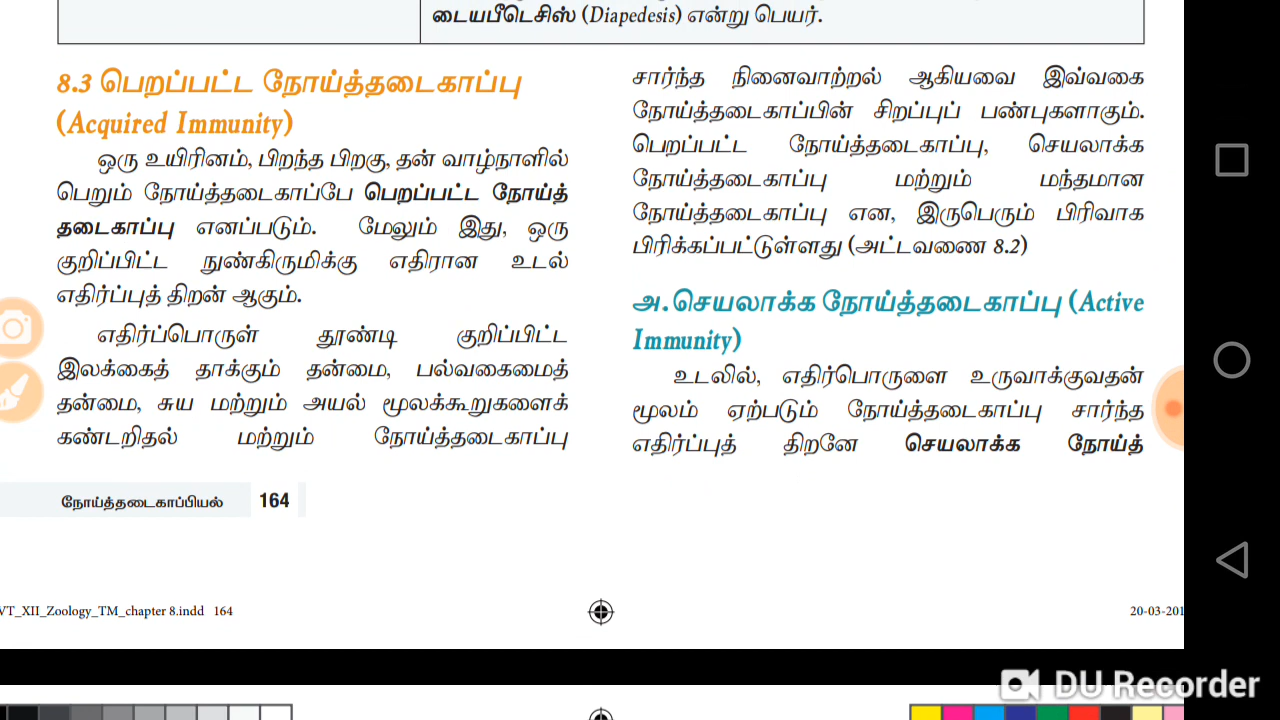 டையபீடெசிஸ் (Diapedesis) என்று பெயர்.
8.3 பெறப்பட்ட நோய்த்தடைகாப்பு
(Acquired Immunity)
ஒரு உயிரினம், பிறந்த பிறகு, தன் வாழ்நாளில்
பெறும் நோய்த்தடைகாப்பே பெறப்பட்ட நோய்த்
தடைகாப்பு எனப்படும். மேலும் இது, ஒரு
குறிப்பிட்ட நுண்கிருமிக்கு எதிரான உடல்
எதிர்ப்புத் திறன் ஆகும்.
எதிர்ப்பொருள் தூண்டி குறிப்பிட்ட
இலக்கைத் தாக்கும் தன்மை, பல்வகைமைத்
தன்மை, சுய மற்றும் அயல் மூலக்கூறுகளைக்
கண்டறிதல் மற்றும் நோய்த்தடைகாப்பு
சார்ந்த நினைவாற்றல் ஆகியவை இவ்வகை
நோய்த்தடைகாப்பின் சிறப்புப் பண்புகளாகும்.
பெறப்பட்ட நோய்த்தடைகாப்பு, செயலாக்க
நோய்த்தடைகாப்பு மற்றும் மந்தமான
நோய்த்தடைகாப்பு என, இருபெரும் பிரிவாக
பிரிக்கப்பட்டுள்ளது (அட்டவணை 8.2)
அ.செயலாக்க நோய்த்தடைகாப்பு (Active
Immunity)
உடலில், எதிர்பொருளை உருவாக்குவதன்
மூலம் ஏற்படும் நோய்த்தடைகாப்பு சார்ந்த
எதிர்ப்புத் திறனே செயலாக்க நோய்த்
நோய்த்தடைகாப்பியல் 164
VT_XII_Zoology_TM_chapter 8.indd 164
20-03-201
DU Recorder